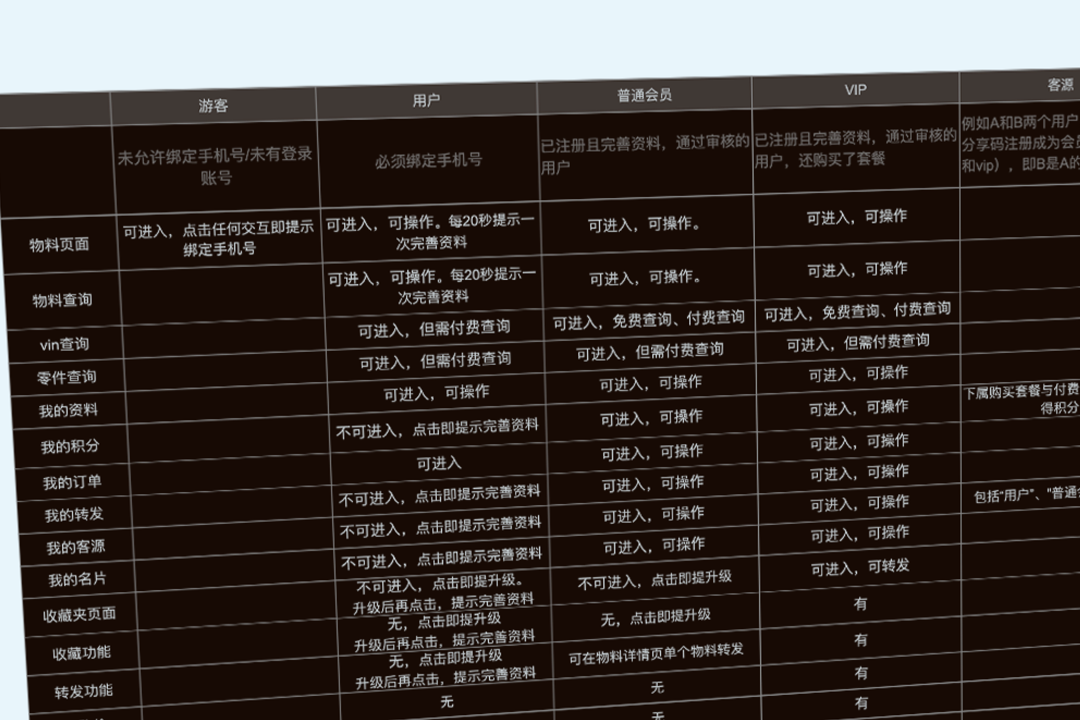 游客 用户 普通会员 VIP 客源
未允许绑定手机号/未有登录账号
必须绑定手机号
已注册且完善资料，通过审核的
用户
已注册且完善资料，通过审核的
用户，还购买了套餐
例如A和B两个用户
分享码注册成为会员
和vip），即B是A的
物料页面
可进入，点击任何交互即提示
绑定手机号
可进入，可操作。每20秒提示一
次完善资料
可进入，可操作。
可进入，可操作
物料查询
可进入，可操作。每20秒提示一
次完善资料
可进入，可操作。
可进入，可操作
vin查询 可进入，但需付费查询 可进入，免费查询、付费查询 可进入，免费查询、付费查询
零件查询 可进入，但需付费查询 可进入，但需付费查询 可进入，但需付费查询
我的资料 可进入，可操作 可进入，可操作 可进入，可操作
我的积分 不可进入，点击即提示完善资料 可进入，可操作 可进入，可操作
下属购买套餐与付费
得积分
我的订单 可进入 可进入，可操作 可进入，可操作
我的转发 不可进入，点击即提示完善资料 可进入，可操作 可进入，可操作
我的客源 不可进入，点击即提示完善资料 可进入，可操作 可进入，可操作 包括"用户"、"普通
我的名片 不可进入，点击即提示完善资料 可进入，可操作 可进入，可操作
收藏夹页面
不可进入，点击即提升级。
升级后再点击，提示完善资料
不可进入，点击即提升级
可进入，可转发
收藏功能
无，点击即提升级
升级后再点击，提示完善资料
无，点击即提升级
有
转发功能
无，点击即提升级
升级后再点击，提示完善资料
可在物料详情页单个物料转发
有
无 无 有
无 有